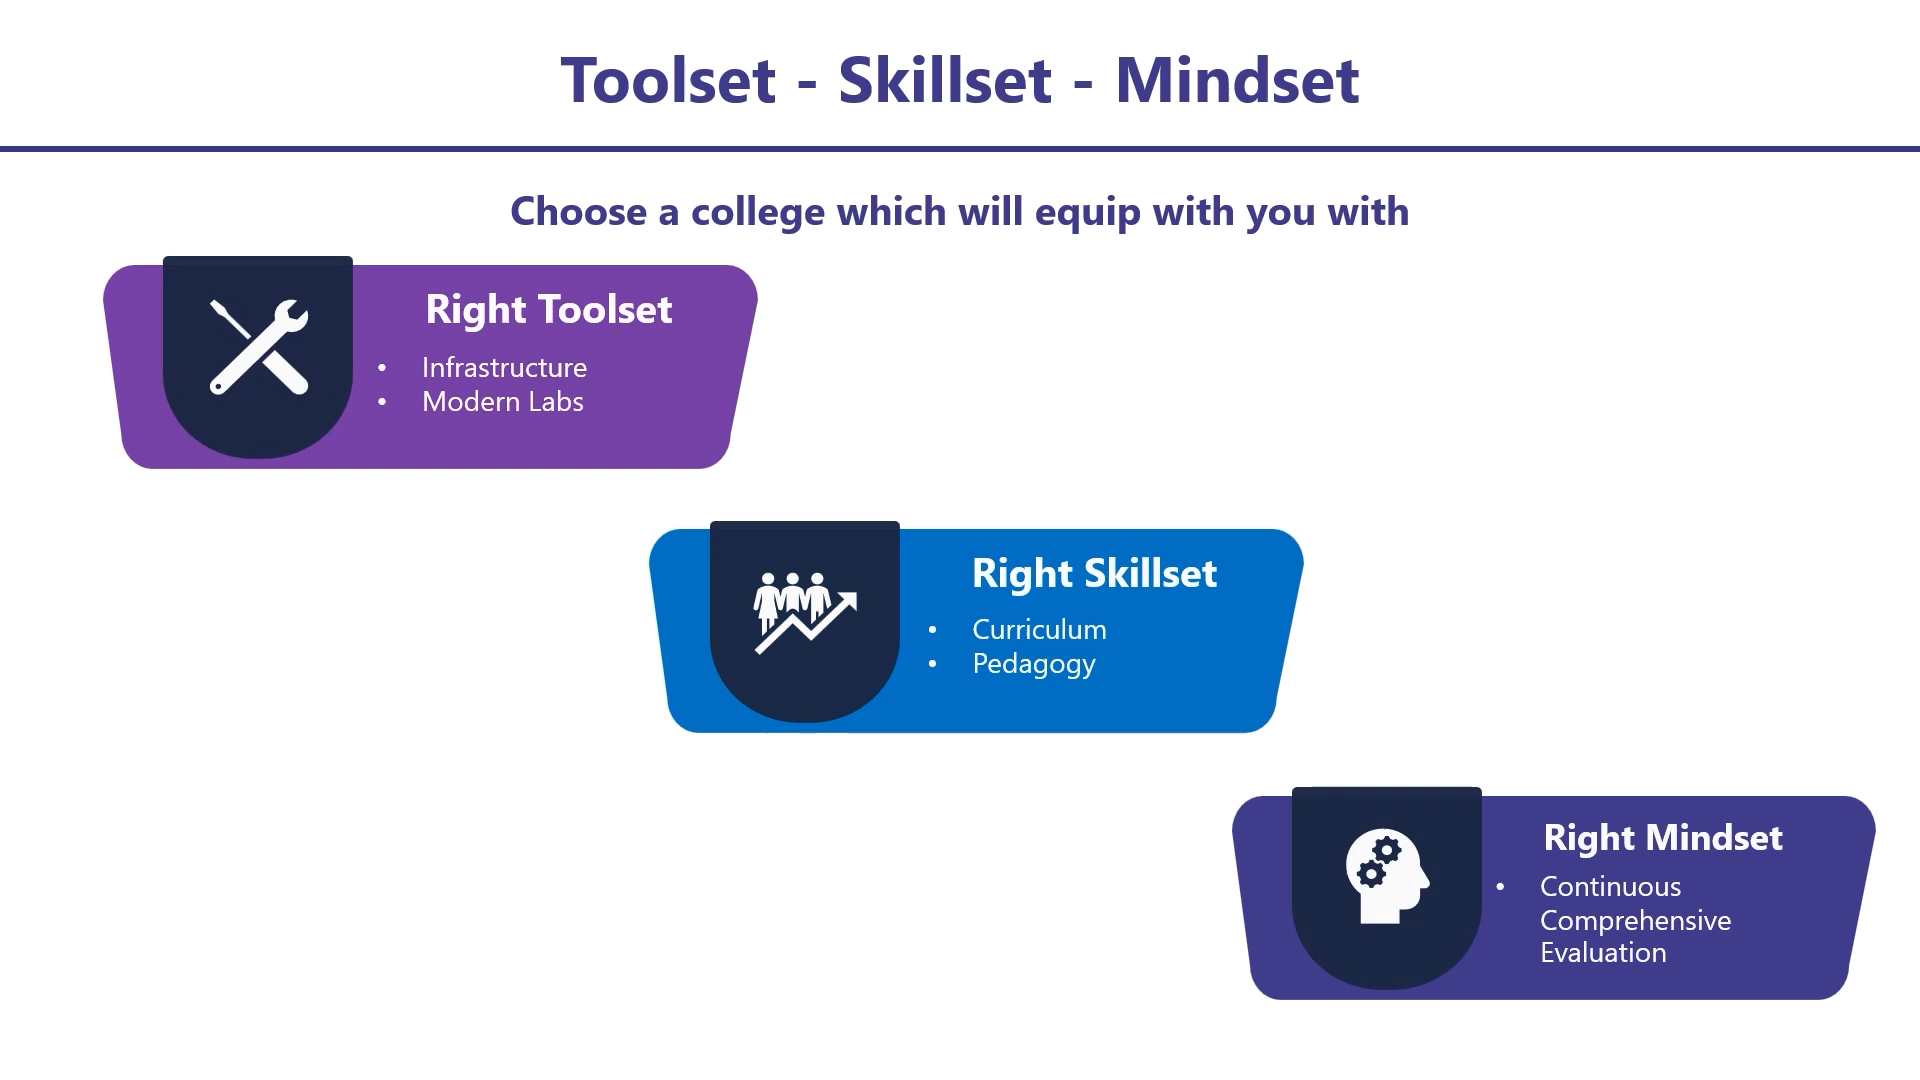 Toolset - Skillset - Mindset
Choose a college which will equip with you with
Right Toolset
• Infrastructure
• Modern Labs
Right Skillset
• Curriculum
• Pedagogy
Right Mindset
• Continuous
Comprehensive
Evaluation